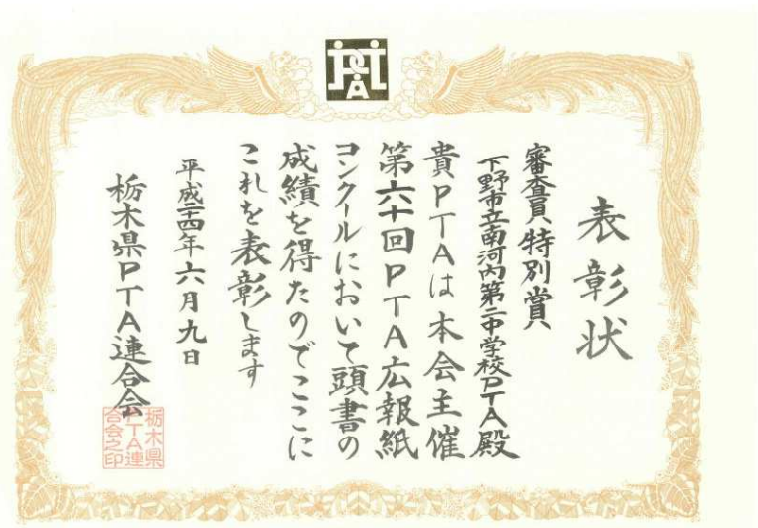 表彰状
審査員特別賞
下野市立南河内第二中学校PTA殿
貴PTAは本会主催
第六十回PTA広報紙
コンクールにおいて頭書の
成績を得たのでここに
これを表彰します
平成二十四年六月九日
栃木県PTA連合会
栃木県
PTA連
合会之印
PTA